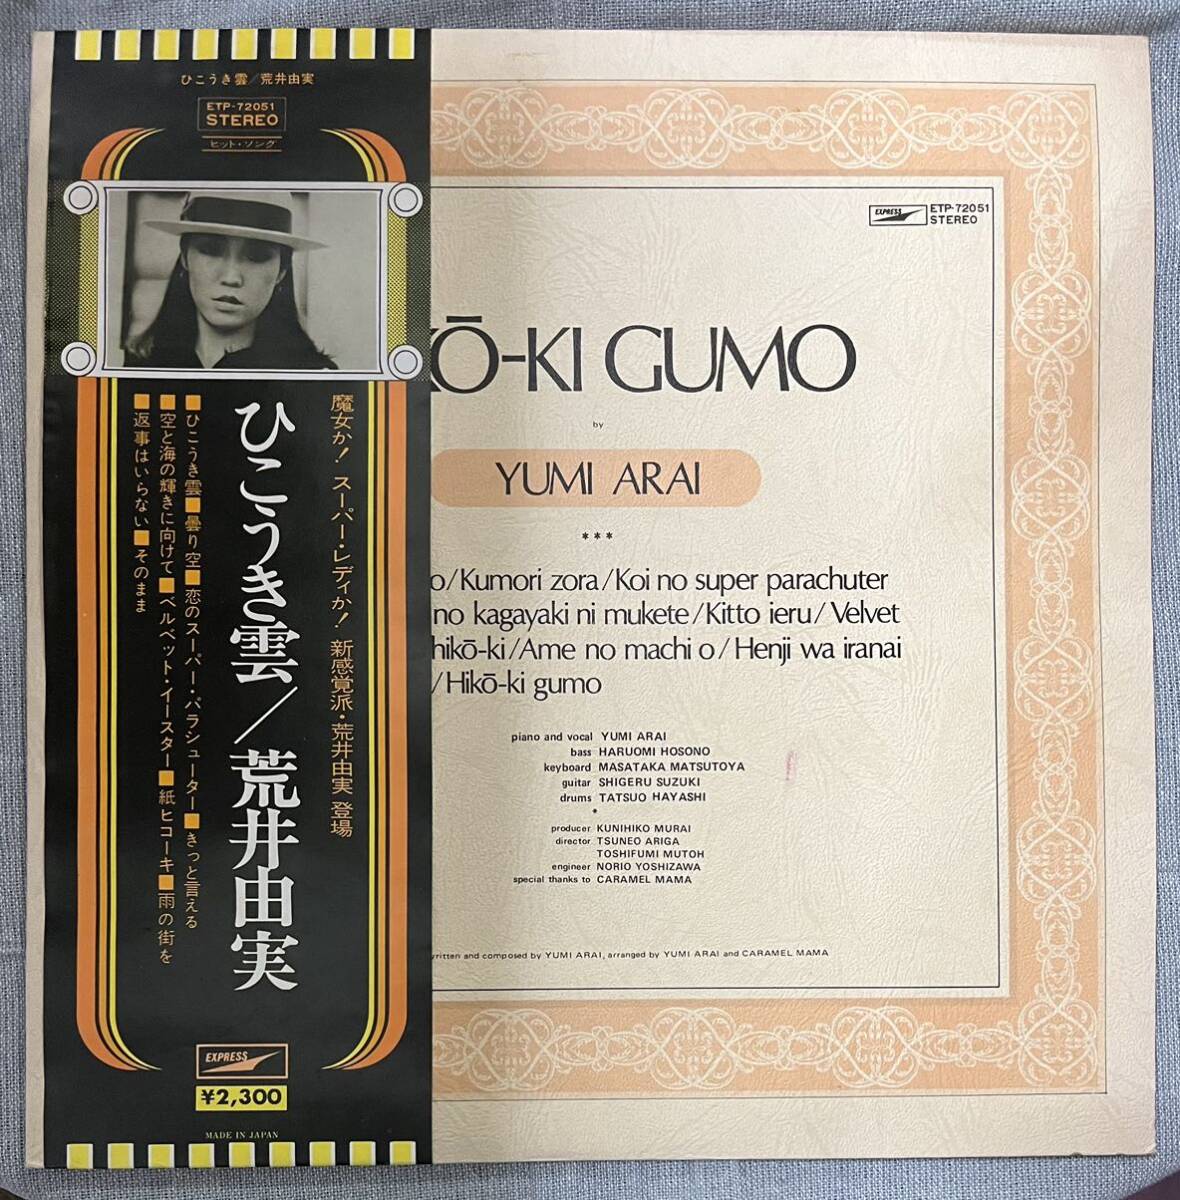 ひこうき雲/荒井由実
ETP-72051
STEREO
ヒット・ソング
魔女か! スーパー・レディか! 新感覚派・荒井由実 登場
ひこうき雲/荒井由実
■ひこうき雲■曇り空■恋のスーパー・パラシューター■きっと言える
■空と海の輝きに向けて■ベルベット・イースター■紙ヒコーキ■雨の街を
■返事はいらない■そのまま
EXPRESS
¥2,300
MADE IN JAPAN
EXPRESS
ETP-72051
STEREO
KŌ-KI GUMO
by
YUMI ARAI
***
o/Kumori zora/Koi no super parachuter
no kagayaki ni mukete/Kitto ieru/Velvet
hikō-ki/Ame no machi o/Henji wa iranai
/Hikō-ki gumo
piano and vocal YUMI ARAI
bass HARUOMI HOSONO
keyboard MASATAKA MATSUTOYA
guitar SHIGERU SUZUKI
drums TATSUO HAYASHI
*
producer KUNIHIKO MURAI
director TSUNEO ARIGA
TOSHIFUMI MUTOH
engineer NORIO YOSHIZAWA
special thanks to CARAMEL MAMA
written and composed by YUMI ARAI, arranged by YUMI ARAI and CARAMEL MAMA